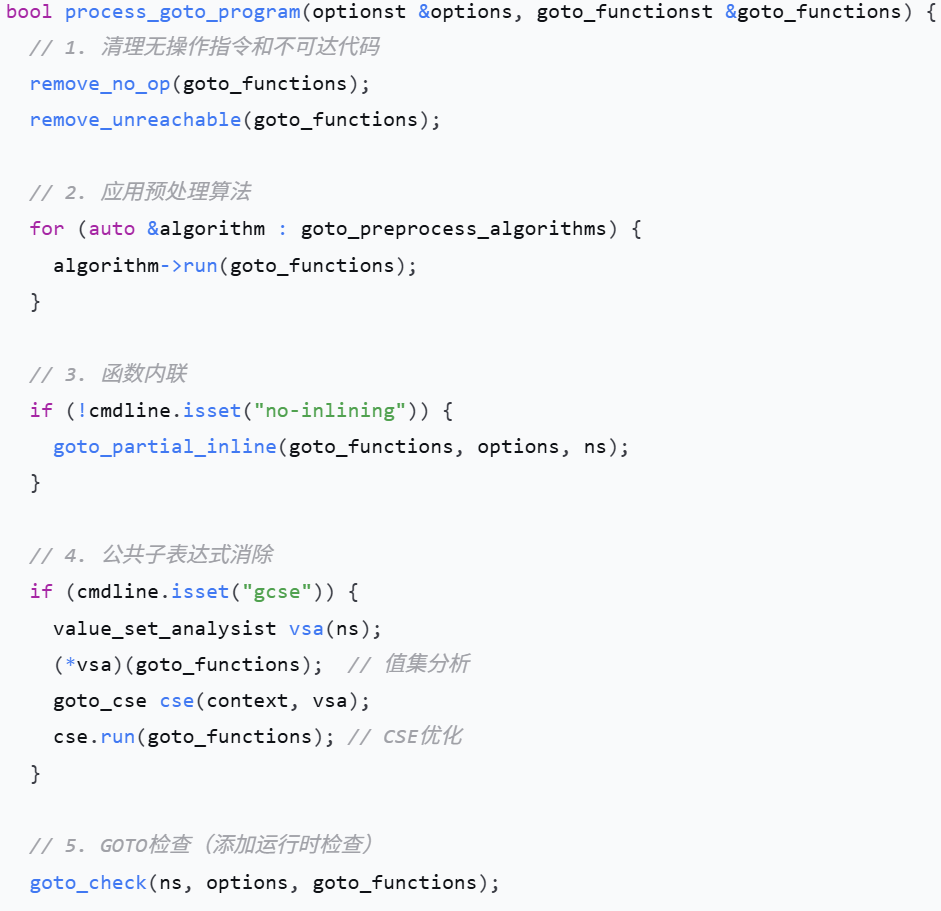 bool process_goto_program(optionst &options, goto_functionst &goto_functions) {
  // 1. 清理无操作指令和不可达代码
  remove_no_op(goto_functions);
  remove_unreachable(goto_functions);

  // 2. 应用预处理算法
  for (auto &algorithm : goto_preprocess_algorithms) {
    algorithm->run(goto_functions);
  }

  // 3. 函数内联
  if (!cmdline.isset("no-inlining")) {
    goto_partial_inline(goto_functions, options, ns);
  }

  // 4. 公共子表达式消除
  if (cmdline.isset("gcse")) {
    value_set_analysist vsa(ns);
    (*vsa)(goto_functions);  // 值集分析
    goto_cse cse(context, vsa);
    cse.run(goto_functions); // CSE优化
  }

  // 5. GOTO检查（添加运行时检查）
  goto_check(ns, options, goto_functions);